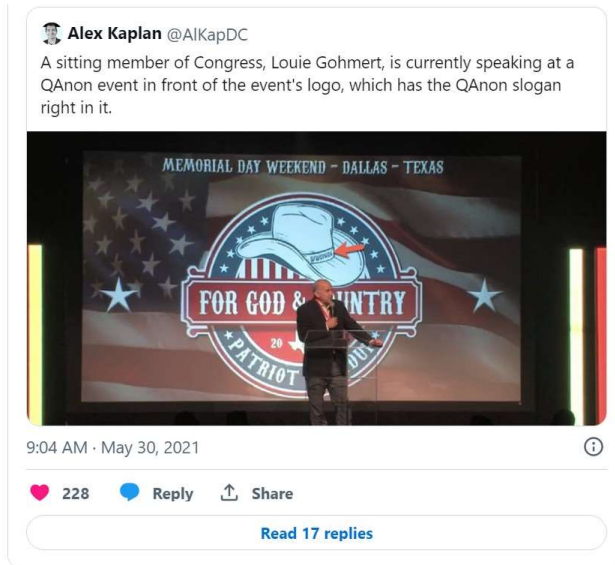 Alex Kaplan @AlKapDC
A sitting member of Congress, Louie Gohmert, is currently speaking at a
QAnon event in front of the event's logo, which has the QAnon slogan
right in it.
MEMORIAL DAY WEEKEND - DALLAS - TEXAS
FOR GOD &
20
PATRIOT
9:04 AM · May 30, 2021
228 Reply Share
Read 17 replies